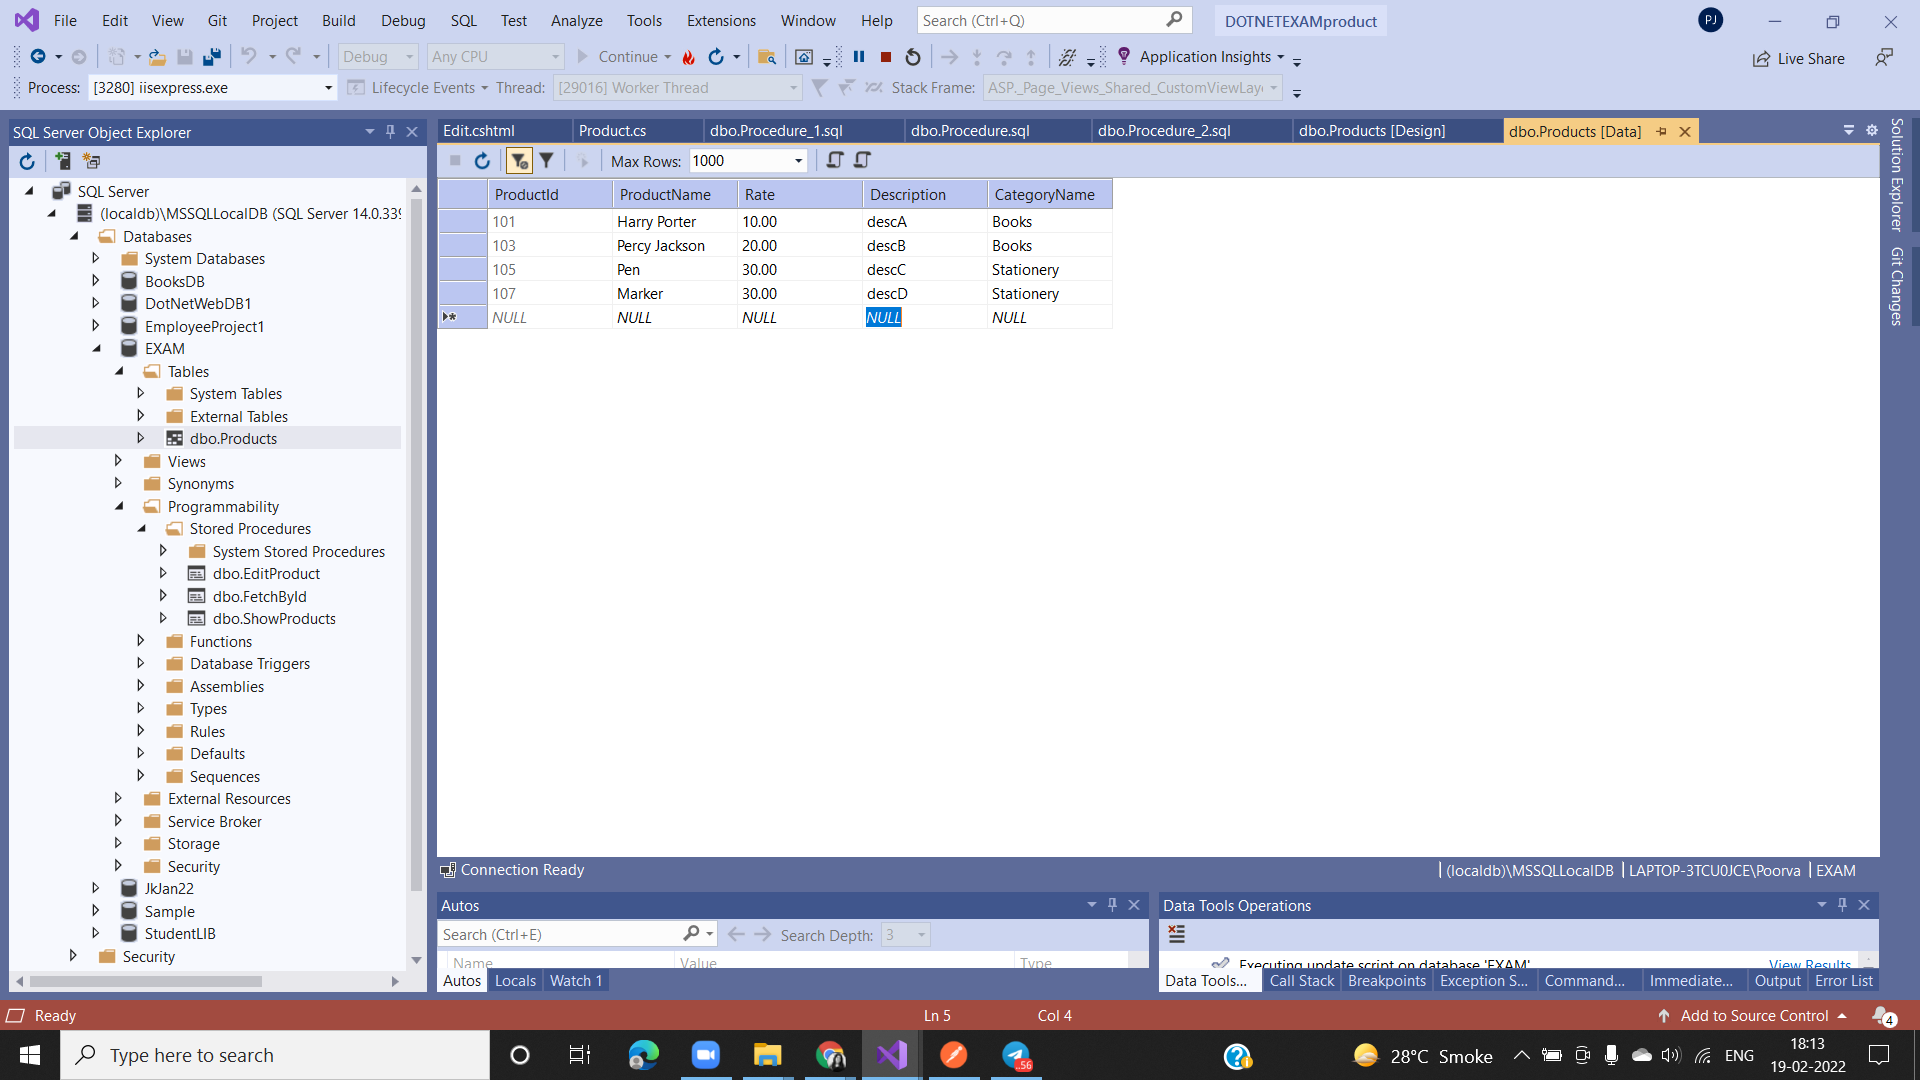 File Edit View Git Project Build Debug SQL Test Analyze Tools Extensions Window Help Search (Ctrl+Q) DOTNETEXAMproduct PJ
Debug Any CPU Continue Application Insights Live Share
Process: [3280] iisexpress.exe Lifecycle Events Thread: [29016] Worker Thread Stack Frame: ASP._Page_Views_Shared_CustomViewLay
SQL Server Object Explorer
Edit.cshtml Product.cs dbo.Procedure_1.sql dbo.Procedure.sql dbo.Procedure_2.sql dbo.Products [Design] dbo.Products [Data]
Max Rows: 1000
SQL Server
(localdb)\MSSQLLocalDB (SQL Server 14.0.339
Databases
System Databases
BooksDB
DotNetWebDB1
EmployeeProject1
EXAM
Tables
System Tables
External Tables
dbo.Products
Views
Synonyms
Programmability
Stored Procedures
System Stored Procedures
dbo.EditProduct
dbo.FetchById
dbo.ShowProducts
Functions
Database Triggers
Assemblies
Types
Rules
Defaults
Sequences
External Resources
Service Broker
Storage
Security
JkJan22
Sample
StudentLIB
Security
ProductId ProductName Rate Description CategoryName
101 Harry Porter 10.00 descA Books
103 Percy Jackson 20.00 descB Books
105 Pen 30.00 descC Stationery
107 Marker 30.00 descD Stationery
NULL NULL NULL NULL NULL
Solution Explorer
Git Changes
Connection Ready (localdb)\MSSQLLocalDB LAPTOP-3TCU0JCE\Poorva EXAM
Autos
Search (Ctrl+E) Search Depth: 3
Name Value Type
Autos Locals Watch 1
Data Tools Operations
Executing update script on database 'EXAM' View Results
Data Tools... Call Stack Breakpoints Exception S... Command... Immediate... Output Error List
Ready Ln 5 Col 4 Add to Source Control 4
Type here to search 56 28°C Smoke ENG 18:13
19-02-2022